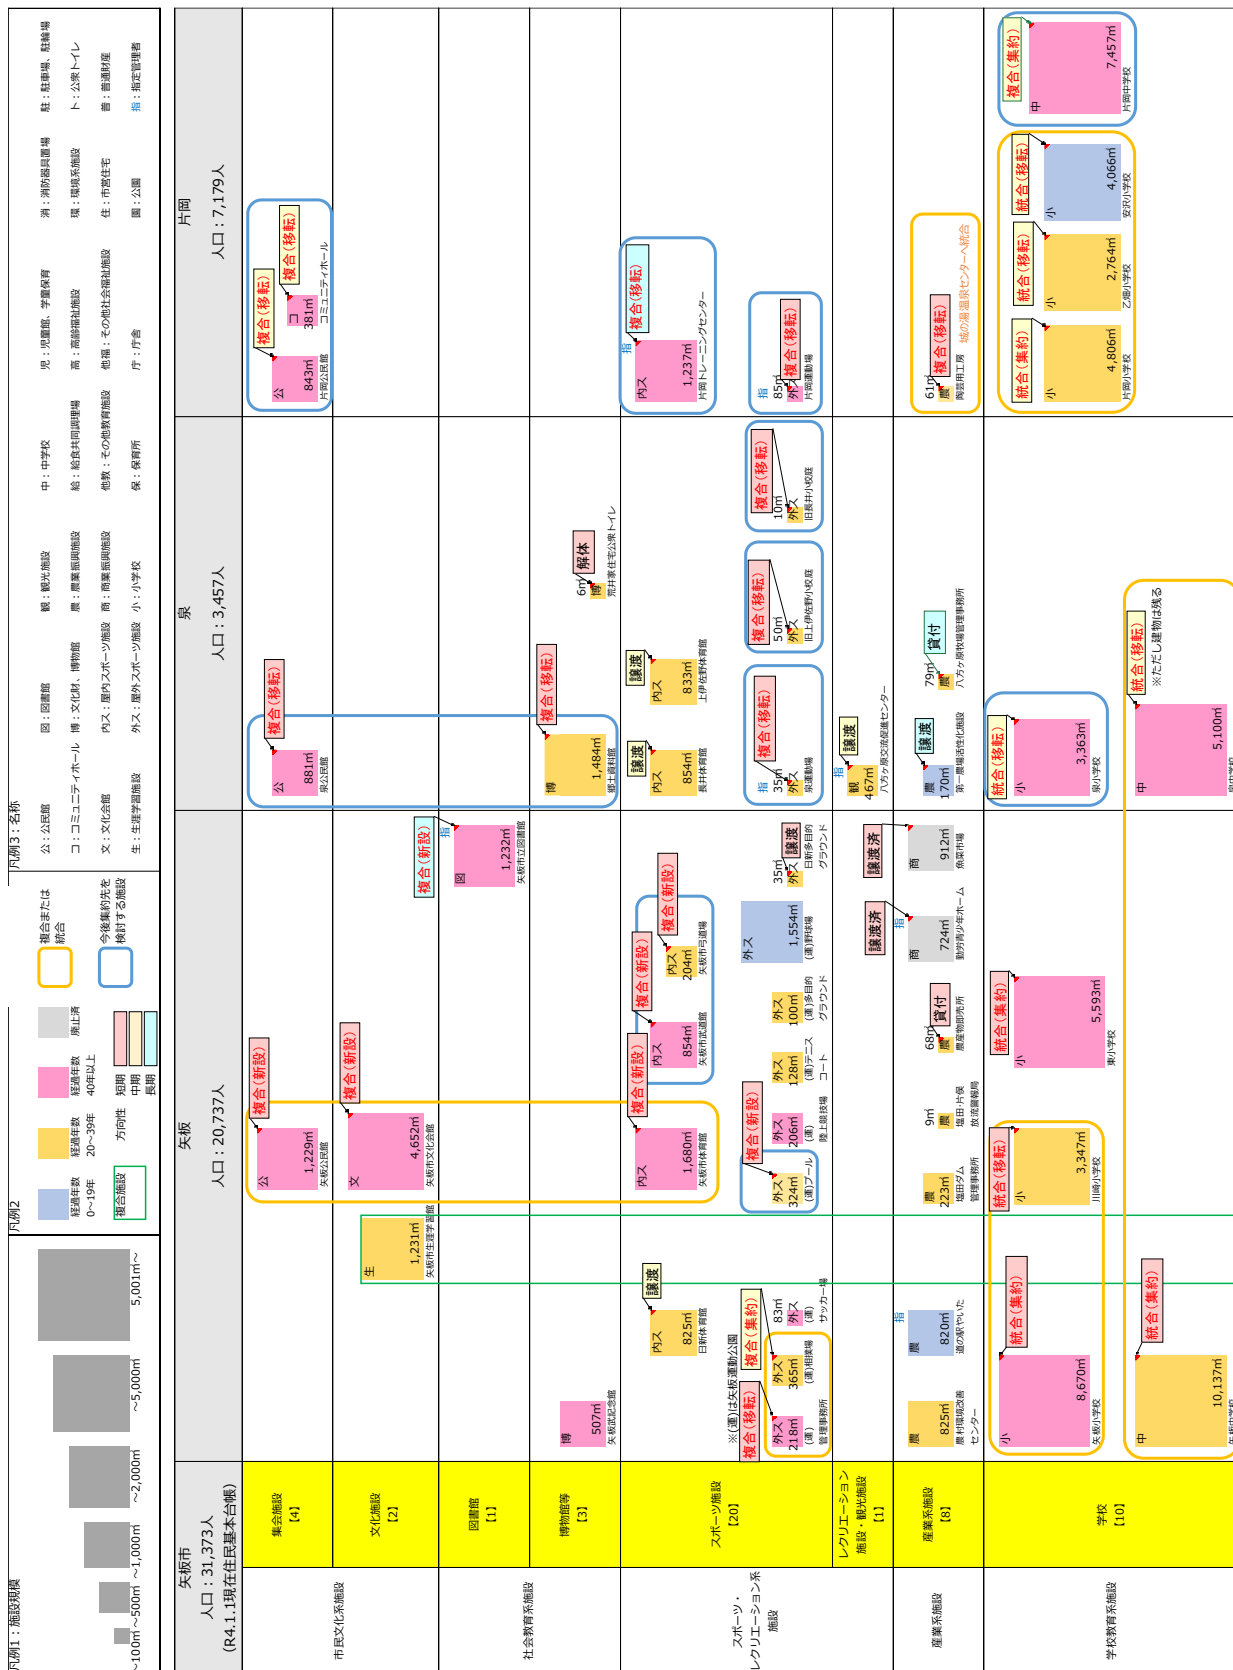 凡例1：施設規模
～100㎡
～500㎡
～1,000㎡
～2,000㎡
～5,000㎡
5,001㎡～
凡例2
経過年数
0～19年
経過年数
20～39年
経過年数
40年以上
廃止済
複合施設
方向性
短期
中期
長期
複合または
統合
今後集約先を
検討する施設
凡例3：名称
公：公民館
図：図書館
観：観光施設
中：中学校
児：児童館、学童保育
消：消防器具置場
駐：駐車場、駐輪場
コ：コミュニティホール
博：文化財、博物館
農：農業振興施設
給：給食共同調理場
高：高齢福祉施設
環：環境系施設
ト：公衆トイレ
文：文化会館
内ス：屋内スポーツ施設
商：商業振興施設
他教：その他教育施設
他福：その他社会福祉施設
住：市営住宅
普：普通財産
生：生涯学習施設
外ス：屋外スポーツ施設
小：小学校
保：保育所
庁：庁舎
園：公園
指：指定管理者
矢板市
人口：31,373人
(R4.1.1現在住民基本台帳)
矢板
人口：20,737人
泉
人口：3,457人
片岡
人口：7,179人
市民文化系施設
集会施設
【4】
公
1,229㎡
矢板公民館
複合(新設)
公
881㎡
泉公民館
複合(移転)
公
843㎡
片岡公民館
複合(移転)
コ
381㎡
コミュニティホール
複合(移転)
文化施設
【2】
生
1,231㎡
矢板市生涯学習館
文
4,652㎡
矢板市文化会館
複合(新設)
社会教育系施設
図書館
【1】
図
1,232㎡
矢板市立図書館
指
複合(新設)
博物館等
【3】
博
507㎡
矢板武記念館
博
1,484㎡
郷土資料館
複合(移転)
6㎡
博
荒井家住宅公衆トイレ
解体
スポーツ・
レクリエーション系
施設
スポーツ施設
【20】
内ス
825㎡
日新体育館
譲渡
内ス
1,680㎡
矢板市体育館
複合(新設)
内ス
854㎡
矢板市武道館
複合(新設)
内ス
204㎡
矢板市弓道場
複合(新設)
内ス
854㎡
長井体育館
譲渡
内ス
833㎡
上伊佐野体育館
譲渡
指
内ス
1,237㎡
片岡トレーニングセンター
複合(移転)
※(運)は矢板運動公園
複合(移転)
外ス
218㎡
(運)
管理事務所
複合(集約)
外ス
365㎡
(運)相撲場
83㎡
外ス
(運)
サッカー場
複合(新設)
外ス
324㎡
(運)プール
外ス
206㎡
(運)
陸上競技場
外ス
128㎡
(運)テニス
コート
外ス
100㎡
(運)多目的
グラウンド
外ス
1,554㎡
(運)野球場
35㎡
外ス
日新多目的
グラウンド
譲渡
指
35㎡
外ス
泉運動場
複合(移転)
50㎡
外ス
旧上伊佐野小校庭
複合(移転)
10㎡
外ス
旧長井小校庭
複合(移転)
指
85㎡
外ス
片岡運動場
複合(移転)
レクリエーション
施設・観光施設
【1】
指
観
467㎡
八方ヶ原交流促進センター
譲渡
産業系施設
産業系施設
【8】
農
825㎡
農村環境改善
センター
指
農
820㎡
道の駅やいた
農
223㎡
塩田ダム
管理事務所
9㎡
農
塩田・片俣
放流警報局
68㎡
農
農産物即売所
貸付
指
商
724㎡
勤労青少年ホーム
譲渡済
商
912㎡
魚菜市場
譲渡済
農
170㎡
第一農場活性化施設
譲渡
79㎡
農
八方ヶ原牧場管理事務所
貸付
61㎡
農
陶芸用工房
複合(移転)
城の湯温泉センターへ統合
学校教育系施設
学校
【10】
小
8,670㎡
矢板小学校
統合(集約)
小
3,347㎡
川崎小学校
統合(移転)
小
5,593㎡
東小学校
統合(集約)
小
3,363㎡
泉小学校
統合(移転)
小
4,806㎡
片岡小学校
統合(集約)
小
2,764㎡
乙畑小学校
統合(移転)
小
4,066㎡
安沢小学校
統合(移転)
中
7,457㎡
片岡中学校
複合(集約)
中
10,137㎡
矢板中学校
統合(集約)
中
5,100㎡
泉中学校
統合(移転)
※ただし建物は残る